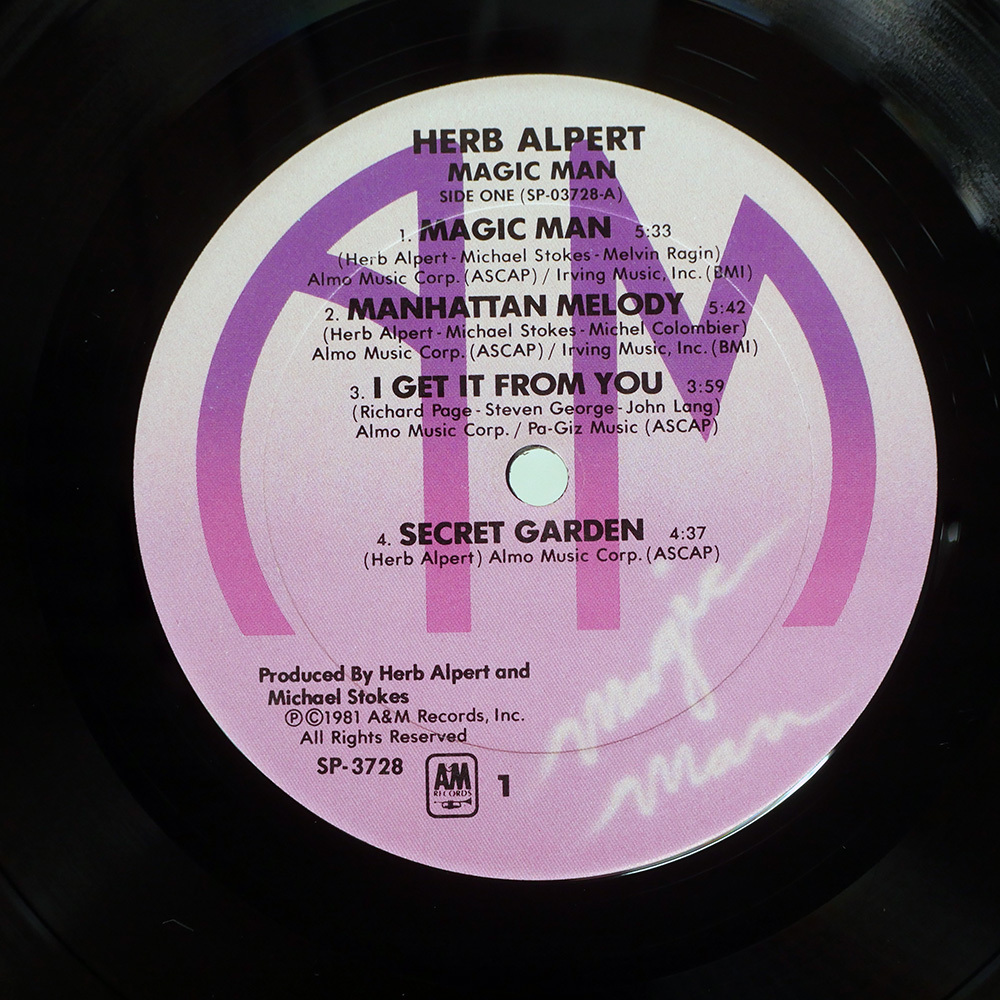 HERB ALPERT
MAGIC MAN
SIDE ONE (SP-03728-A)
1. MAGIC MAN 5:33
(Herb Alpert - Michael Stokes - Melvin Ragin)
Almo Music Corp. (ASCAP) / Irving Music, Inc. (BMI)
2. MANHATTAN MELODY 5:42
(Herb Alpert - Michael Stokes - Michel Colombier)
Almo Music Corp. (ASCAP) / Irving Music, Inc. (BMI)
3. I GET IT FROM YOU 3:59
(Richard Page - Steven George - John Lang)
Almo Music Corp. / Pa-Giz Music (ASCAP)
4. SECRET GARDEN 4:37
(Herb Alpert) Almo Music Corp. (ASCAP)
Magic
Man
Produced By Herb Alpert and
Michael Stokes
℗©1981 A&M Records, Inc.
All Rights Reserved
SP-3728
AM
RECORDS
1